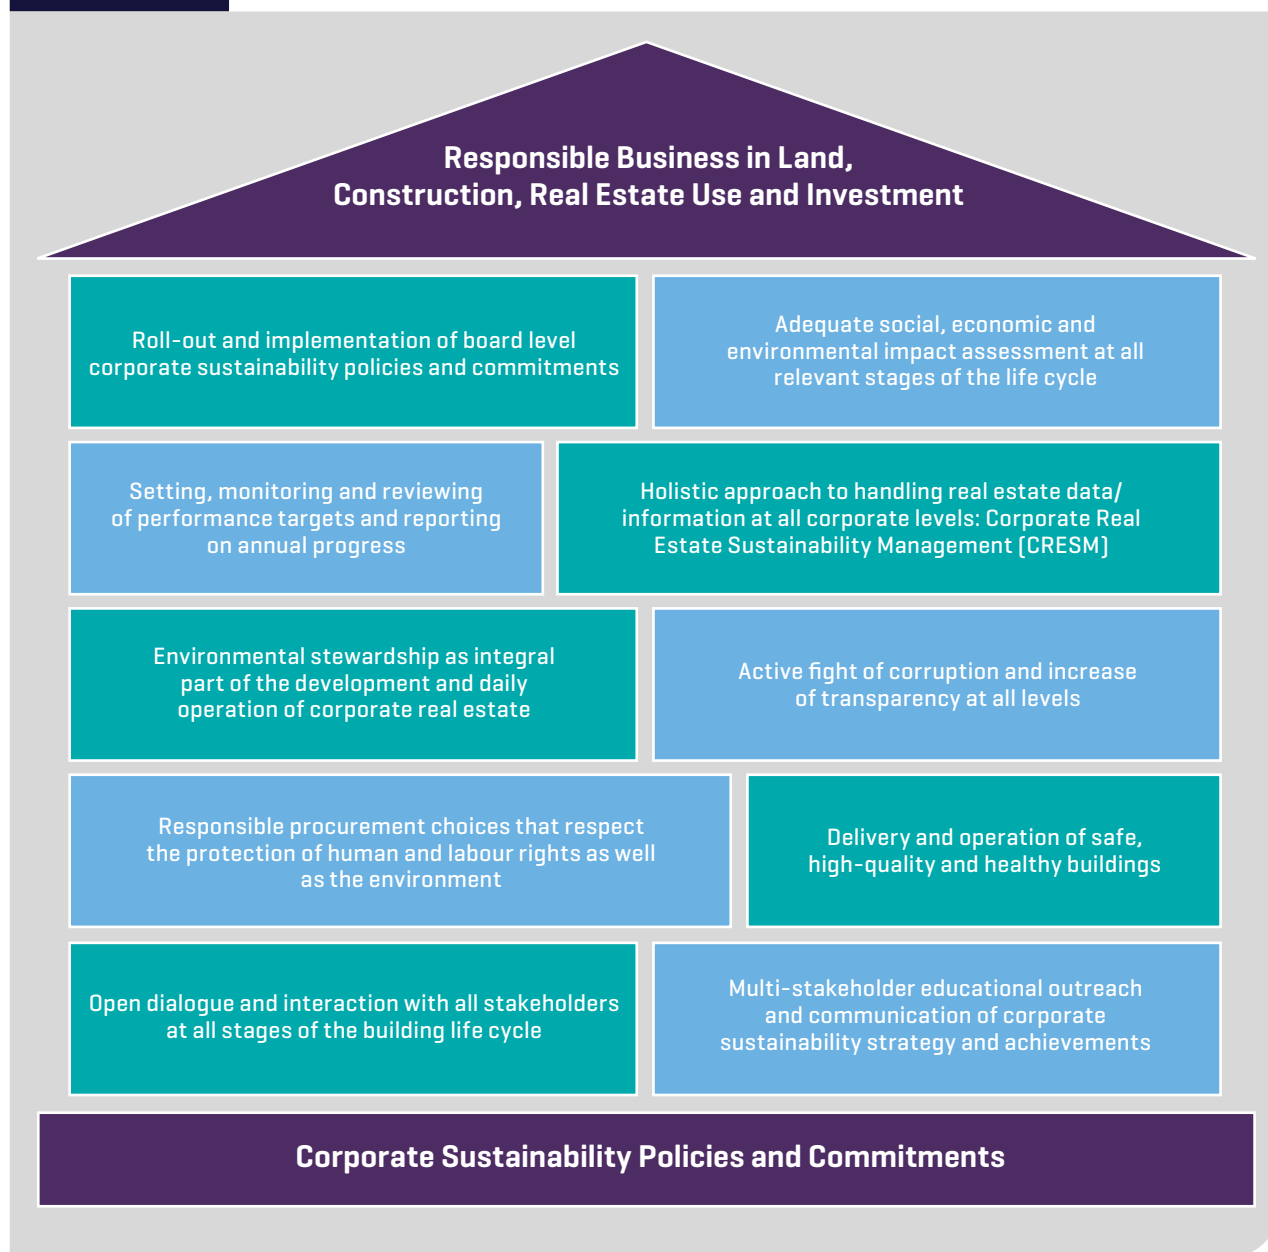 Responsible Business in Land,
Construction, Real Estate Use and Investment
Roll-out and implementation of board level
corporate sustainability policies and commitments
Adequate social, economic and
environmental impact assessment at all
relevant stages of the life cycle
Setting, monitoring and reviewing
of performance targets and reporting
on annual progress
Holistic approach to handling real estate data/
information at all corporate levels: Corporate Real
Estate Sustainability Management (CRESM)
Environmental stewardship as integral
part of the development and daily
operation of corporate real estate
Active fight of corruption and increase
of transparency at all levels
Responsible procurement choices that respect
the protection of human and labour rights as well
as the environment
Delivery and operation of safe,
high-quality and healthy buildings
Open dialogue and interaction with all stakeholders
at all stages of the building life cycle
Multi-stakeholder educational outreach
and communication of corporate
sustainability strategy and achievements
Corporate Sustainability Policies and Commitments